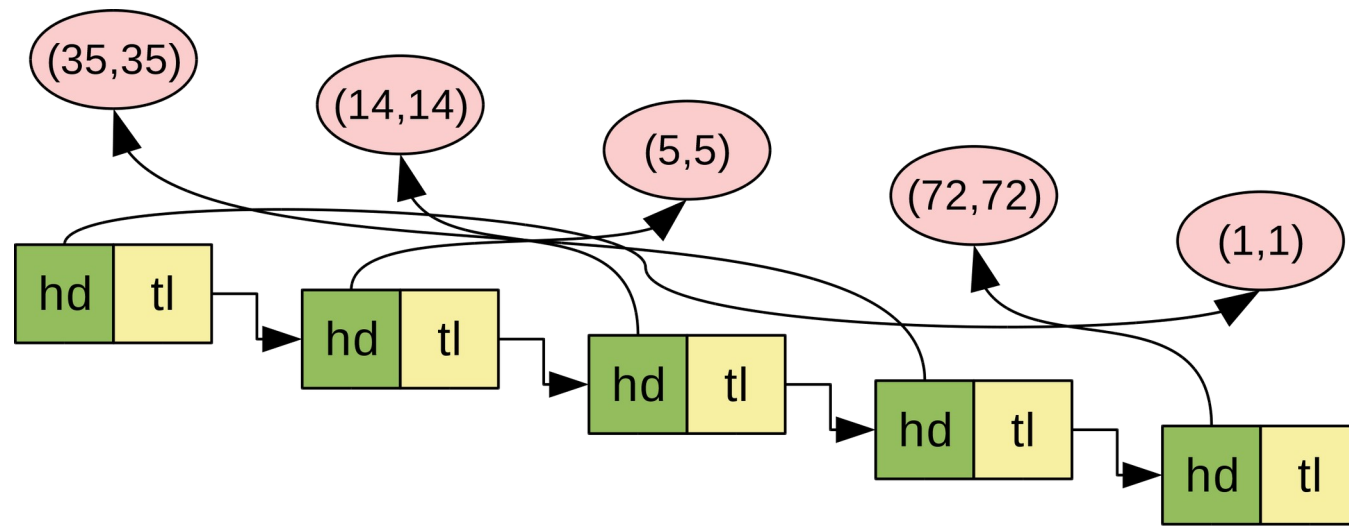 (35,35)
(14,14)
(5,5)
(72,72)
(1,1)
hd tl
hd tl
hd tl
hd tl
hd tl